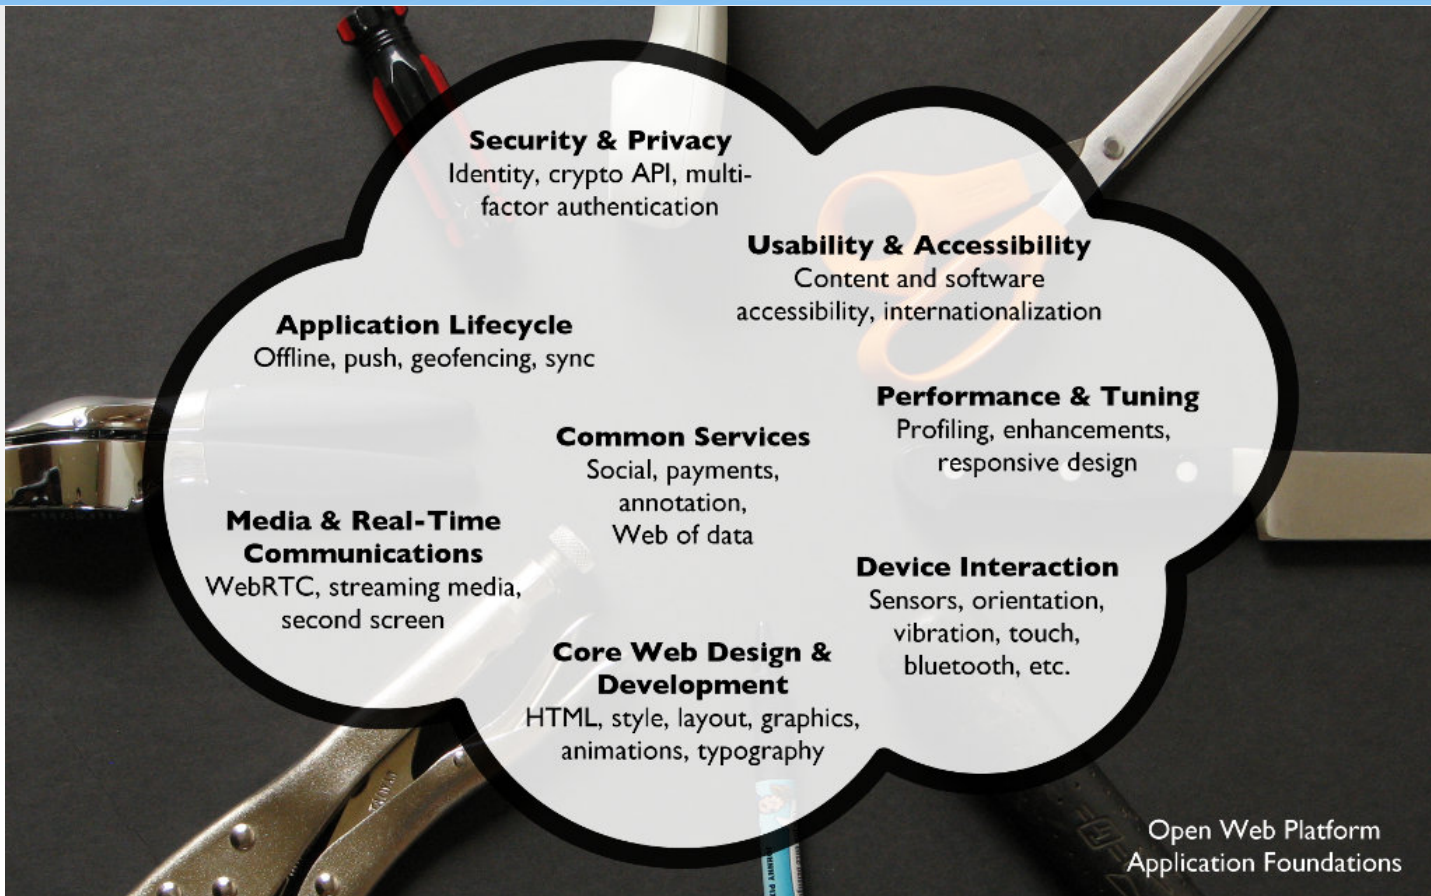 Security & Privacy
Identity, crypto API, multi-
factor authentication
Usability & Accessibility
Content and software
accessibility, internationalization
Application Lifecycle
Offline, push, geofencing, sync
Performance & Tuning
Profiling, enhancements,
responsive design
Common Services
Social, payments,
annotation,
Web of data
Media & Real-Time
Communications
WebRTC, streaming media,
second screen
Device Interaction
Sensors, orientation,
vibration, touch,
bluetooth, etc.
Core Web Design &
Development
HTML, style, layout, graphics,
animations, typography
Open Web Platform
Application Foundations